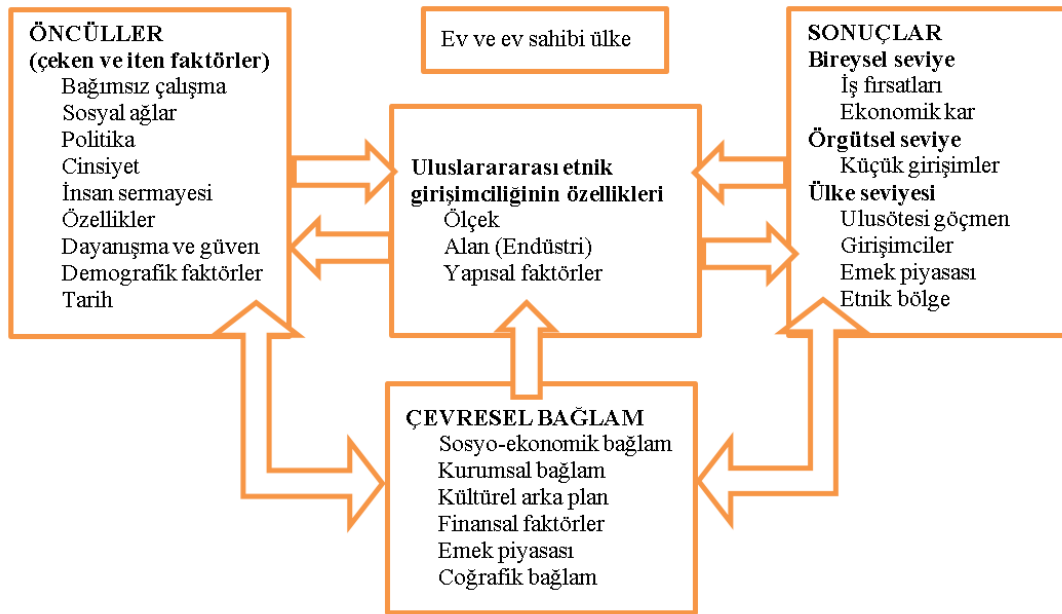 ÖNCÜLLER
(çeken ve iten faktörler)
Bağımsız çalışma
Sosyal ağlar
Politika
Cinsiyet
İnsan sermayesi
Özellikler
Dayanışma ve güven
Demografik faktörler
Tarih
Ev ve ev sahibi ülke
Uluslarararası etnik
girişimciliğinin özellikleri
Ölçek
Alan (Endüstri)
Yapısal faktörler
SONUÇLAR
Bireysel seviye
İş fırsatları
Ekonomik kar
Örgütsel seviye
Küçük girişimler
Ülke seviyesi
Ulusötesi göçmen
Girişimciler
Emek piyasası
Etnik bölge
ÇEVRESEL BAĞLAM
Sosyo-ekonomik bağlam
Kurumsal bağlam
Kültürel arka plan
Finansal faktörler
Emek piyasası
Coğrafik bağlam